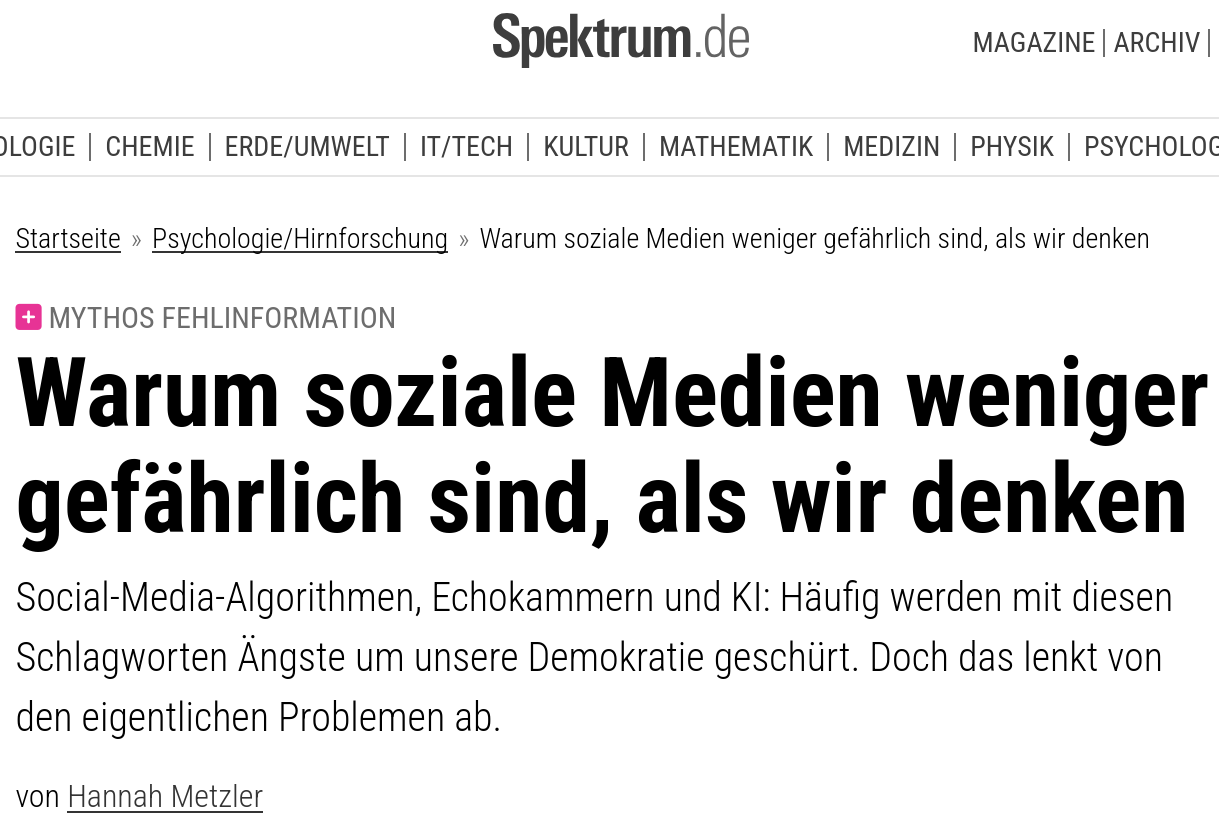 Spektrum.de
MAGAZINE | ARCHIV |
OLOGIE | CHEMIE | ERDE/UMWELT | IT/TECH | KULTUR | MATHEMATIK | MEDIZIN | PHYSIK | PSYCHOLOG
Startseite » Psychologie/Hirnforschung » Warum soziale Medien weniger gefährlich sind, als wir denken
+ MYTHOS FEHLINFORMATION
Warum soziale Medien weniger
gefährlich sind, als wir denken
Social-Media-Algorithmen, Echokammern und KI: Häufig werden mit diesen
Schlagworten Ängste um unsere Demokratie geschürt. Doch das lenkt von
den eigentlichen Problemen ab.
von Hannah Metzler